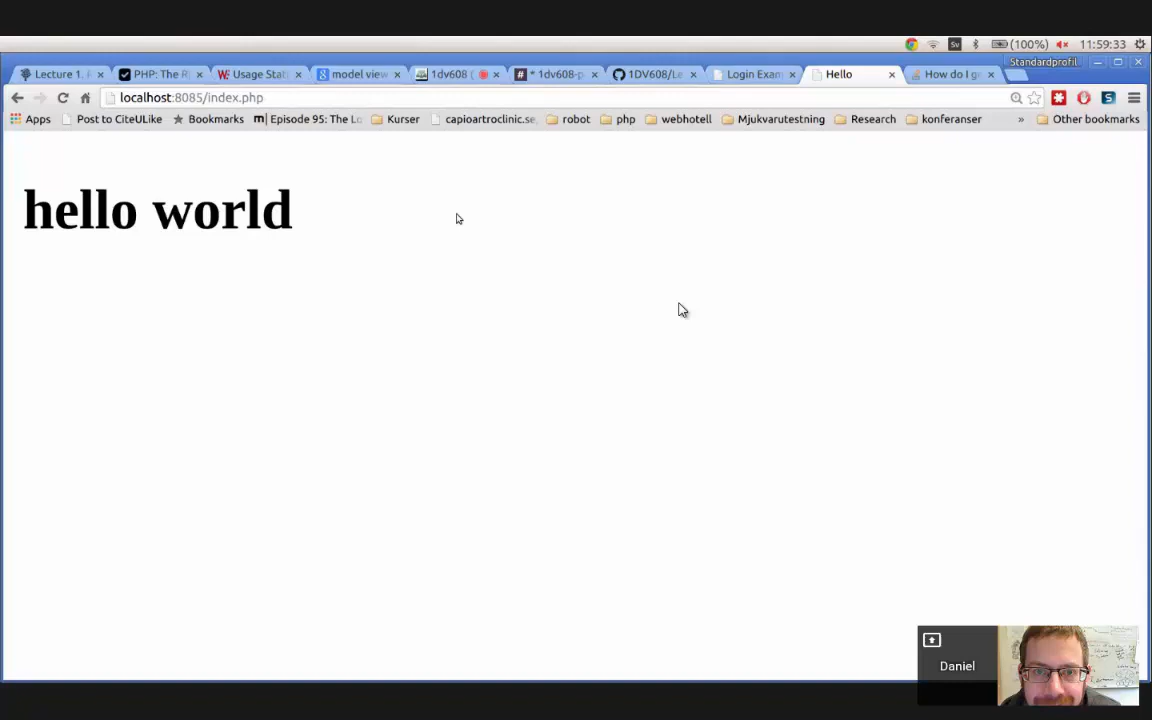 Sv (100%) 11:59:33
Lecture 1. PHP: The R Usage Stat model view 1dv608 ( * 1dv608-p 1DV608/Le Login Exam Hello How do I g Standardprofil
localhost:8085/index.php
Apps Post to CiteULike Bookmarks Episode 95: The Lo Kurser capioartroclinic.se, robot php webhotell Mjukvarutestning Research konferanser » Other bookmarks
hello world
Daniel